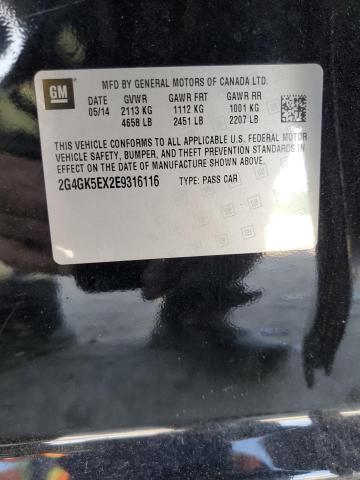 GM
MFD BY GENERAL MOTORS OF CANADA LTD.
DATE GVWR GAWR FRT GAWR RR
05/14 2113 KG 1112 KG 1001 KG
4658 LB 2451 LB 2207 LB
THIS VEHICLE CONFORMS TO ALL APPLICABLE U.S. FEDERAL MOTOR
VEHICLE SAFETY, BUMPER, AND THEFT PREVENTION STANDARDS
IN EFFECT ON THE DATE OF MANUFACTURE SHOWN ABOVE.
2G4GK5EX2E9316116 TYPE: PASS CAR